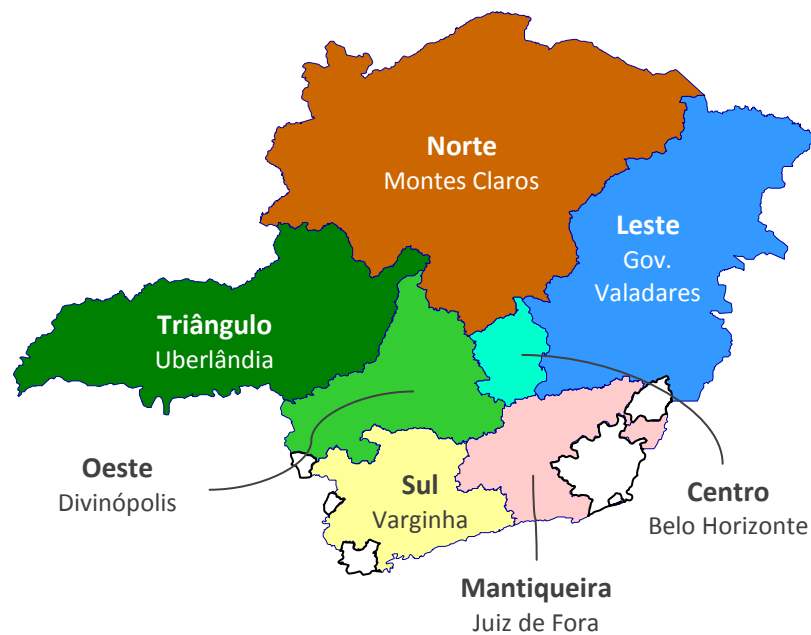 Norte
Montes Claros
Leste
Gov.
Valadares
Triângulo
Uberlândia
Oeste
Divinópolis
Sul
Varginha
Centro
Belo Horizonte
Mantiqueira
Juiz de Fora